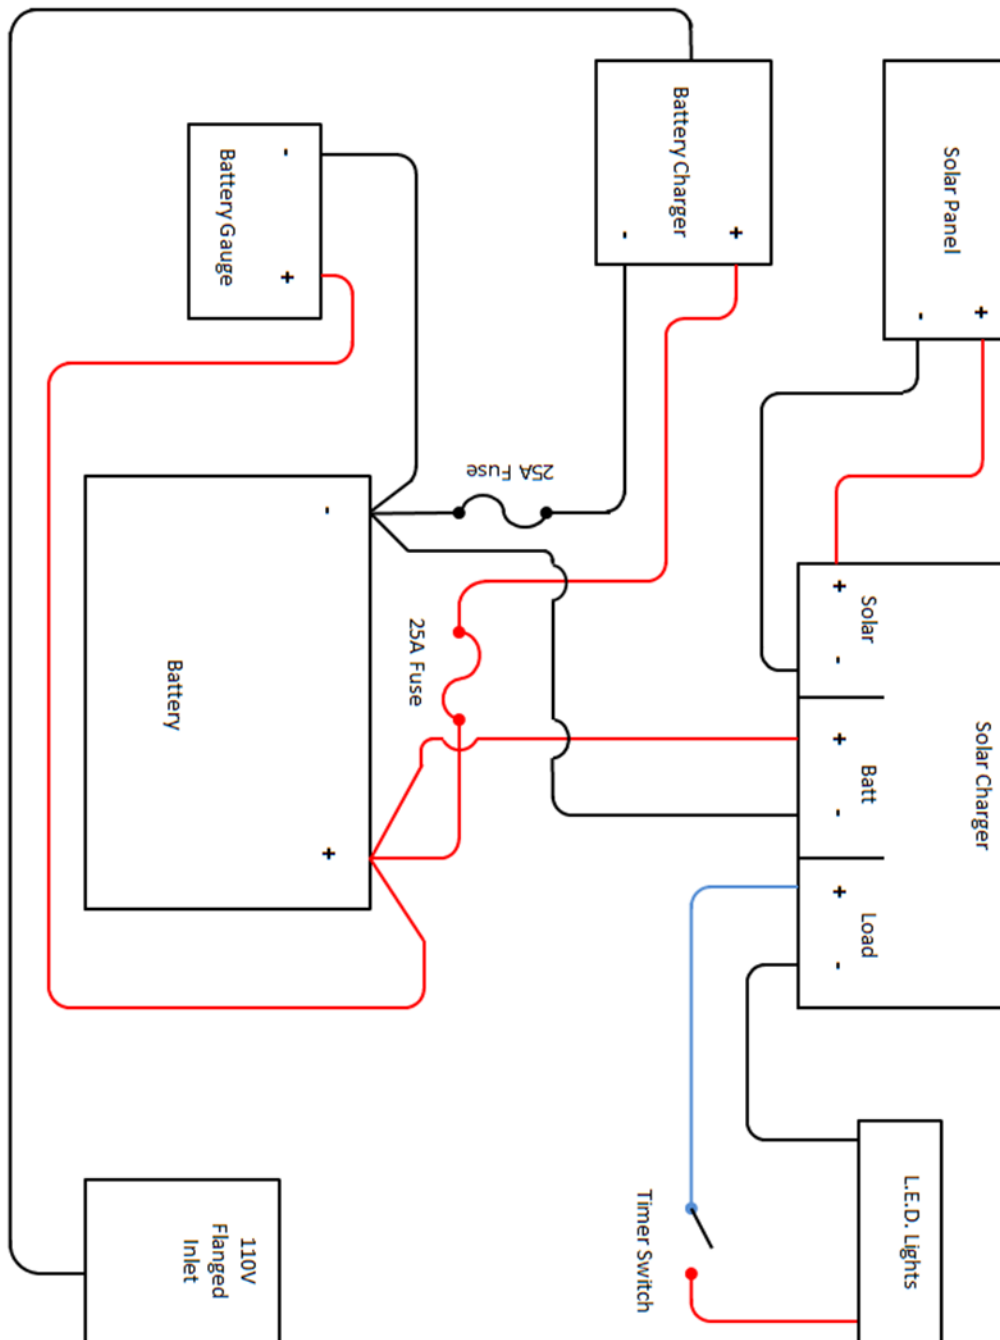 Solar Panel
+
-
Solar Charger
Solar
+
-
Batt
+
-
Load
+
-
L.E.D. Lights
Battery Charger
+
-
Timer Switch
25A Fuse
25A Fuse
-
+
Battery Gauge
-
+
Battery
110V
Flanged
Inlet